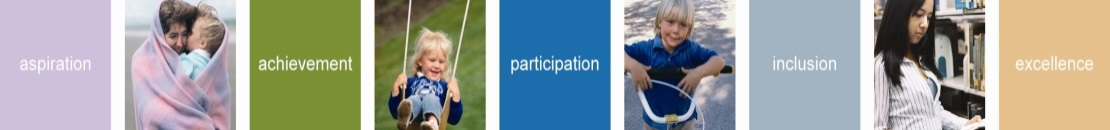 aspiration
achievement
participation
inclusion
excellence